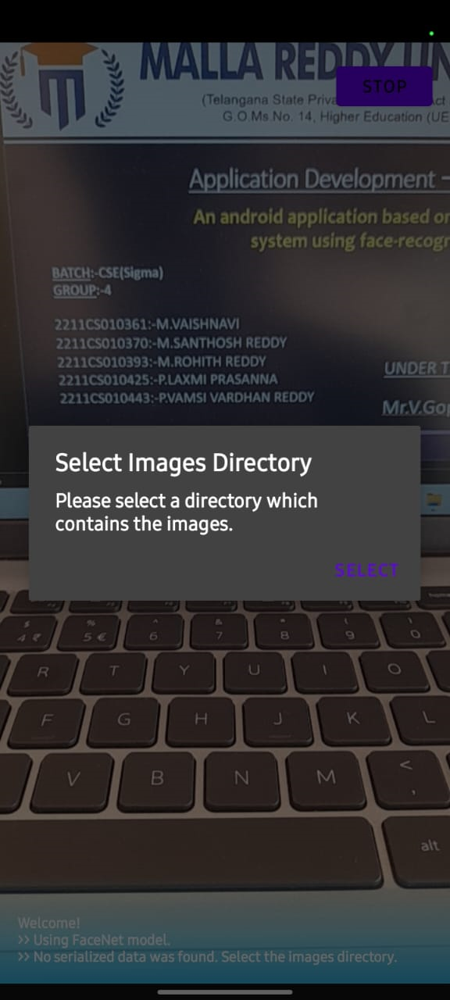 MALLA REDDY UN
STOP
(Telangana State Priva
Act
G.O.Ms.No. 14, Higher Education (UE
Application Development –
An android application based on
system using face-recogn
BATCH:-CSE(Sigma)
GROUP:-4
2211CS010361:-M.VAISHNAVI
2211CS010370:-M.SANTHOSH REDDY
2211CS010393:-M.ROHITH REDDY
2211CS010425:-P.LAXMI PRASANNA
2211CS010443:-P.VAMSI VARDHAN REDDY
UNDER T
Mr.V.Gop
Select Images Directory
Please select a directory which
contains the images.
SELECT
$ % ^ & * ( )
4 ₹ 5 € 6 7 8 9 0
R T Y U I O
F G H J K L
V B N M < ,
alt
Welcome!
>> Using FaceNet model.
>> No serialized data was found. Select the images directory.